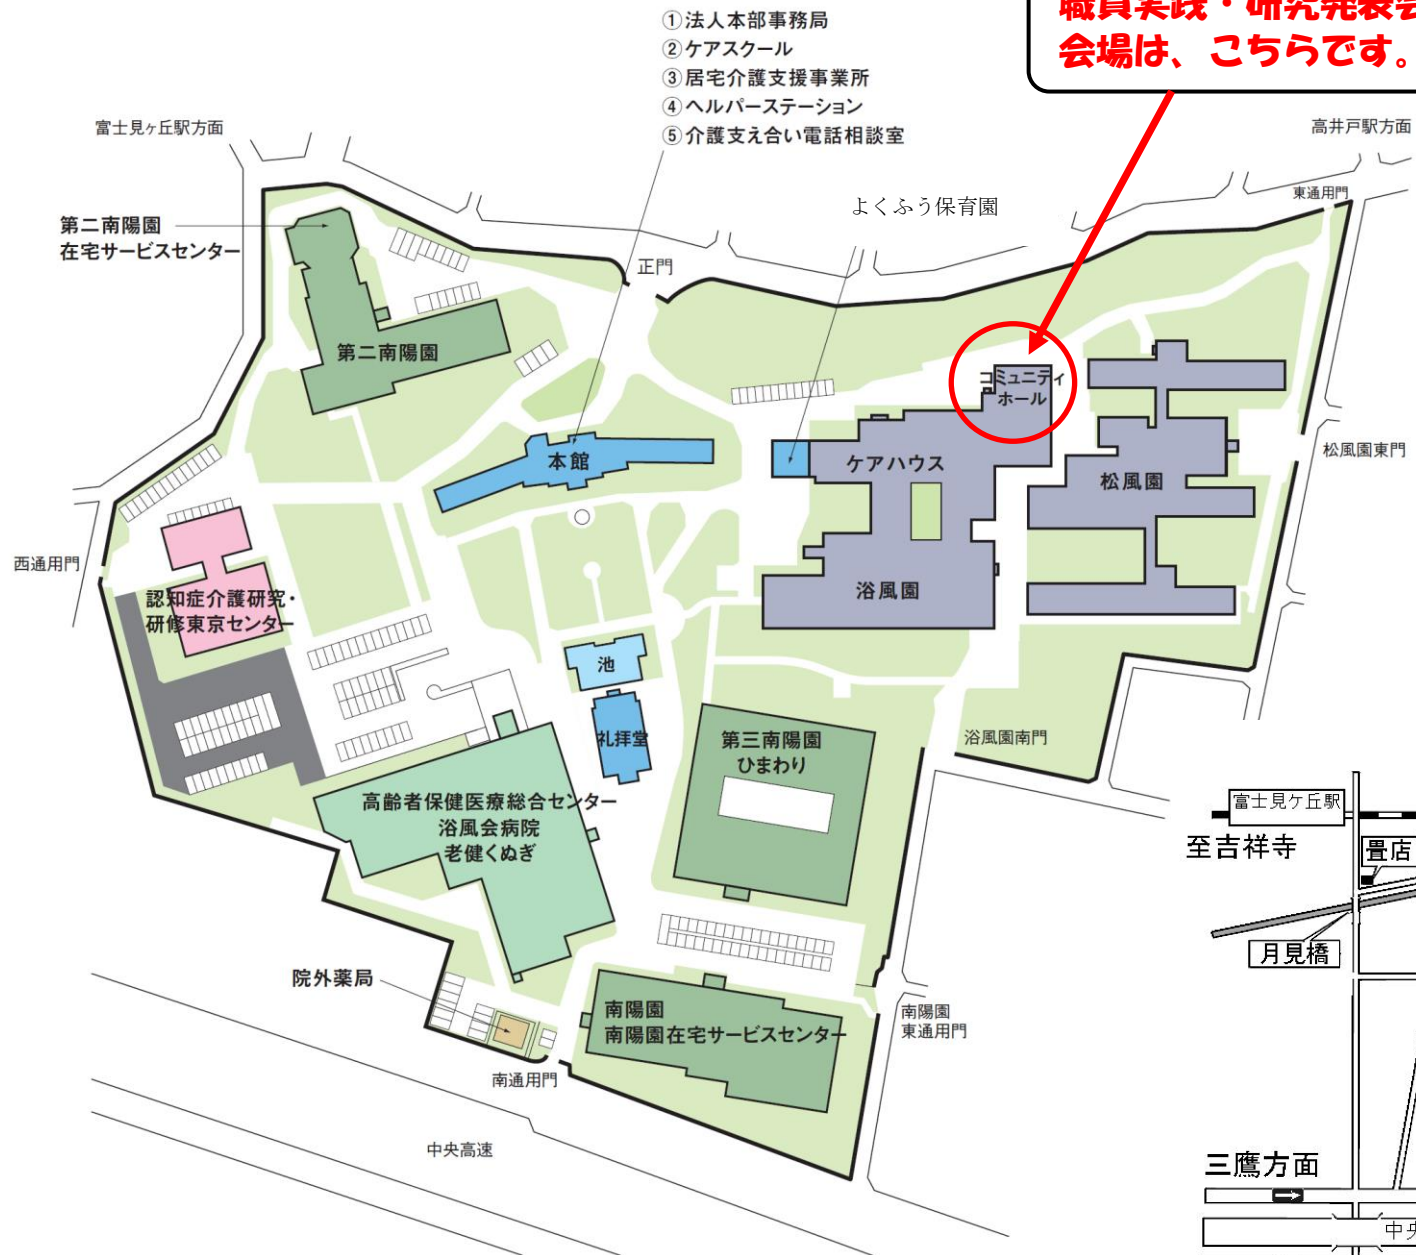 ①法人本部事務局
②ケアスクール
③居宅介護支援事業所
④ヘルパーステーション
⑤介護支え合い電話相談室
職員実践・研究発表会
会場は、こちらです。
富士見ヶ丘駅方面
高井戸駅方面
東通用門
よくふう保育園
第二南陽園
在宅サービスセンター
正門
第二南陽園
コミュニティ
ホール
本館
ケアハウス
松風園
松風園東門
西通用門
認知症介護研究・
研修東京センター
浴風園
池
礼拝堂
第三南陽園
ひまわり
浴風園南門
高齢者保健医療総合センター
浴風会病院
老健くぬぎ
富士見ケ丘駅
至吉祥寺
畳店
月見橋
院外薬局
南陽園
南陽園在宅サービスセンター
南陽園
東通用門
南通用門
中央高速
三鷹方面
中央